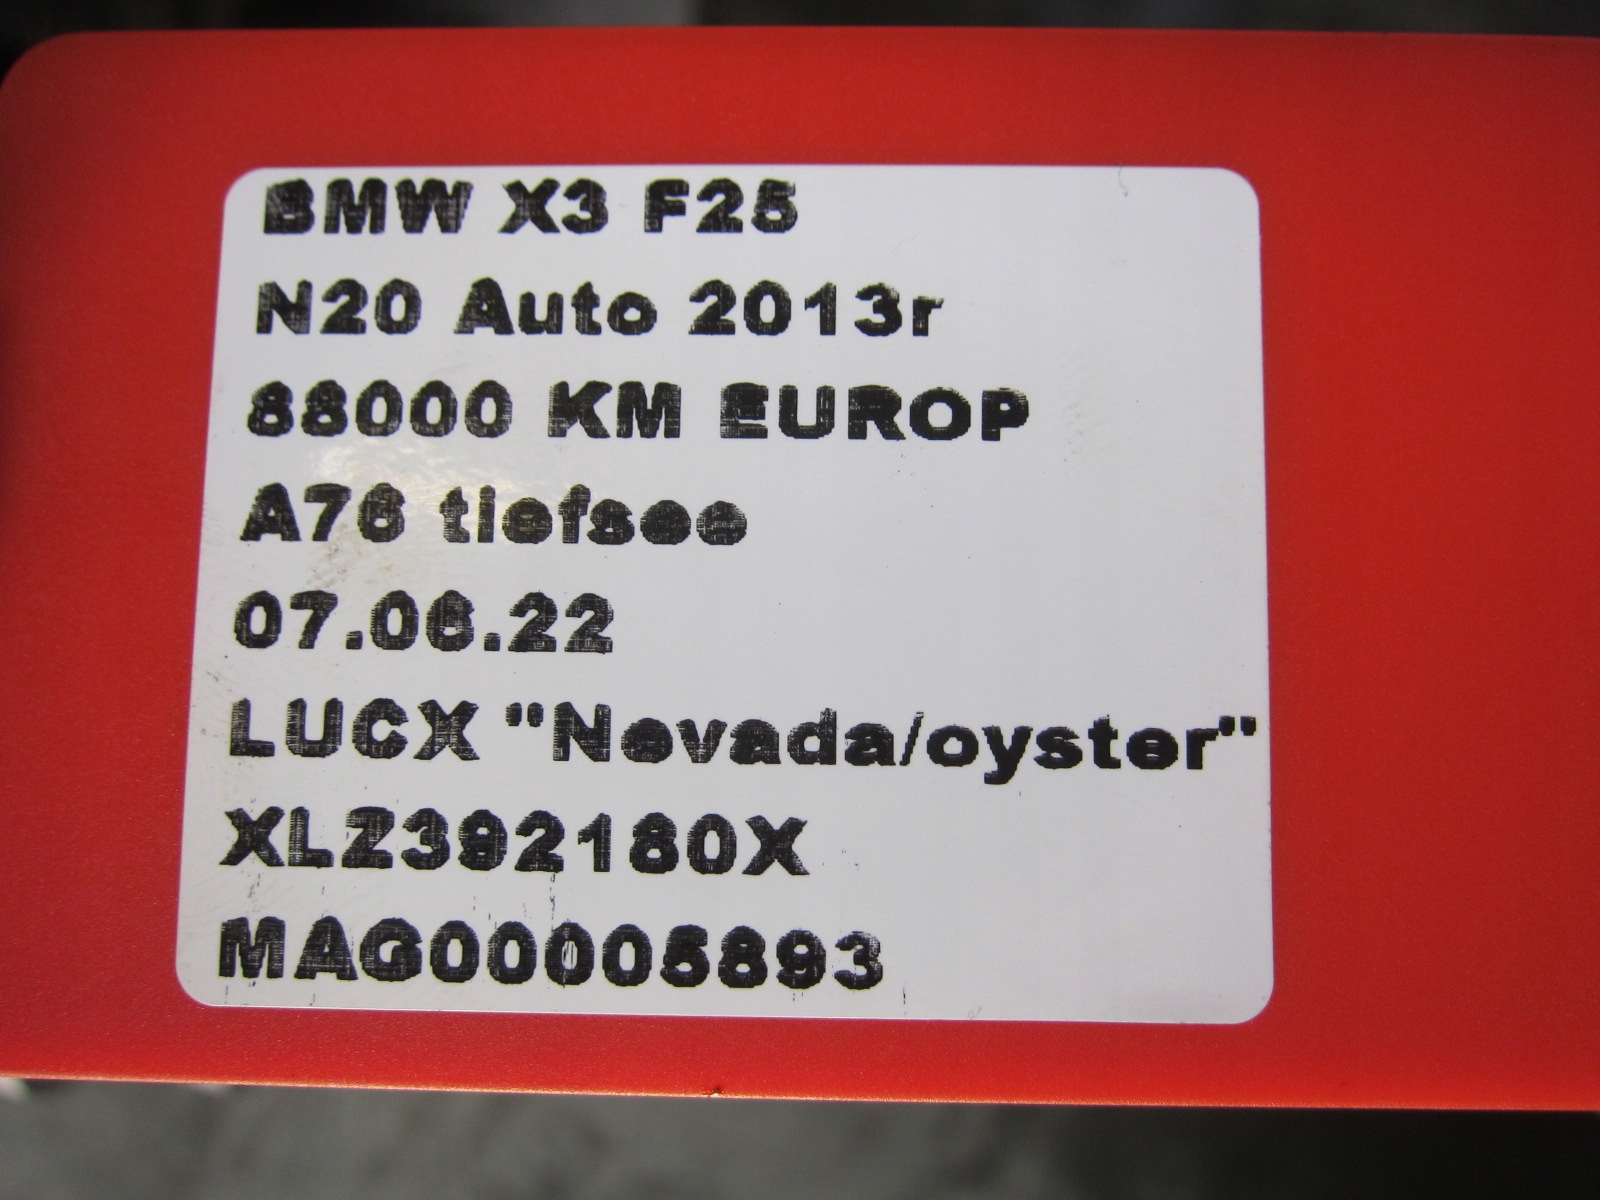 BMW X3 F25
N20 Auto 2013r
88000 KM EUROP
A76 tiefsee
07.06.22
LUCX "Nevada/oyster"
XLZ392180X
MAG00005893